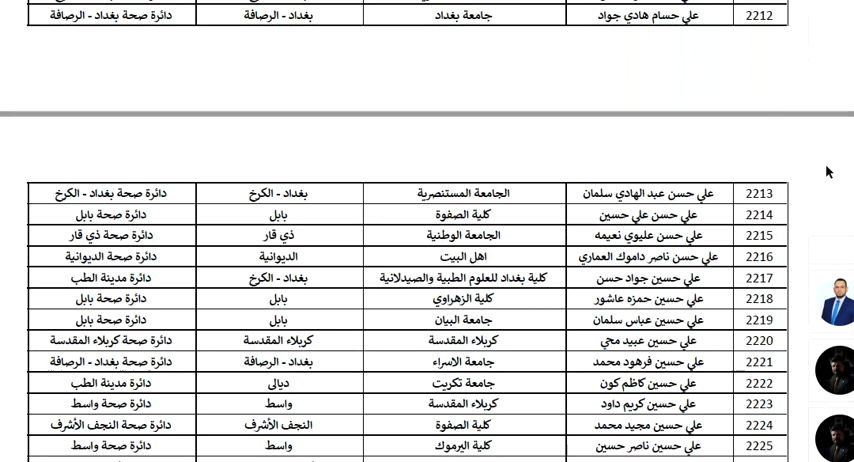 2212 علي حسام هادي جواد جامعة بغداد بغداد - الرصافة دائرة صحة بغداد - الرصافة
2213 علي حسن عبد الهادي سلمان الجامعة المستنصرية بغداد - الكرخ دائرة صحة بغداد - الكرخ
2214 علي حسن علي حسين كلية الصفوة بابل دائرة صحة بابل
2215 علي حسن عليوي نعيمه الجامعة الوطنية ذي قار دائرة صحة ذي قار
2216 علي حسن ناصر داموك العماري اهل البيت الديوانية دائرة صحة الديوانية
2217 علي حسين جواد حسن كلية بغداد للعلوم الطبية والصيدلانية بغداد - الكرخ دائرة مدينة الطب
2218 علي حسين حمزه عاشور كلية الزهراوي بابل دائرة صحة بابل
2219 علي حسين عباس سلمان جامعة البيان بابل دائرة صحة بابل
2220 علي حسين عبيد محي كربلاء المقدسة كربلاء المقدسة دائرة صحة كربلاء المقدسة
2221 علي حسين فرهود محمد جامعة الاسراء بغداد - الرصافة دائرة صحة بغداد - الرصافة
2222 علي حسين كاظم كون جامعة تكريت ديالى دائرة مدينة الطب
2223 علي حسين كريم داود كربلاء المقدسة واسط دائرة صحة واسط
2224 علي حسين مجيد محمد كلية الصفوة النجف الأشرف دائرة صحة النجف الأشرف
2225 علي حسين ناصر حسين كلية اليرموك واسط دائرة صحة واسط